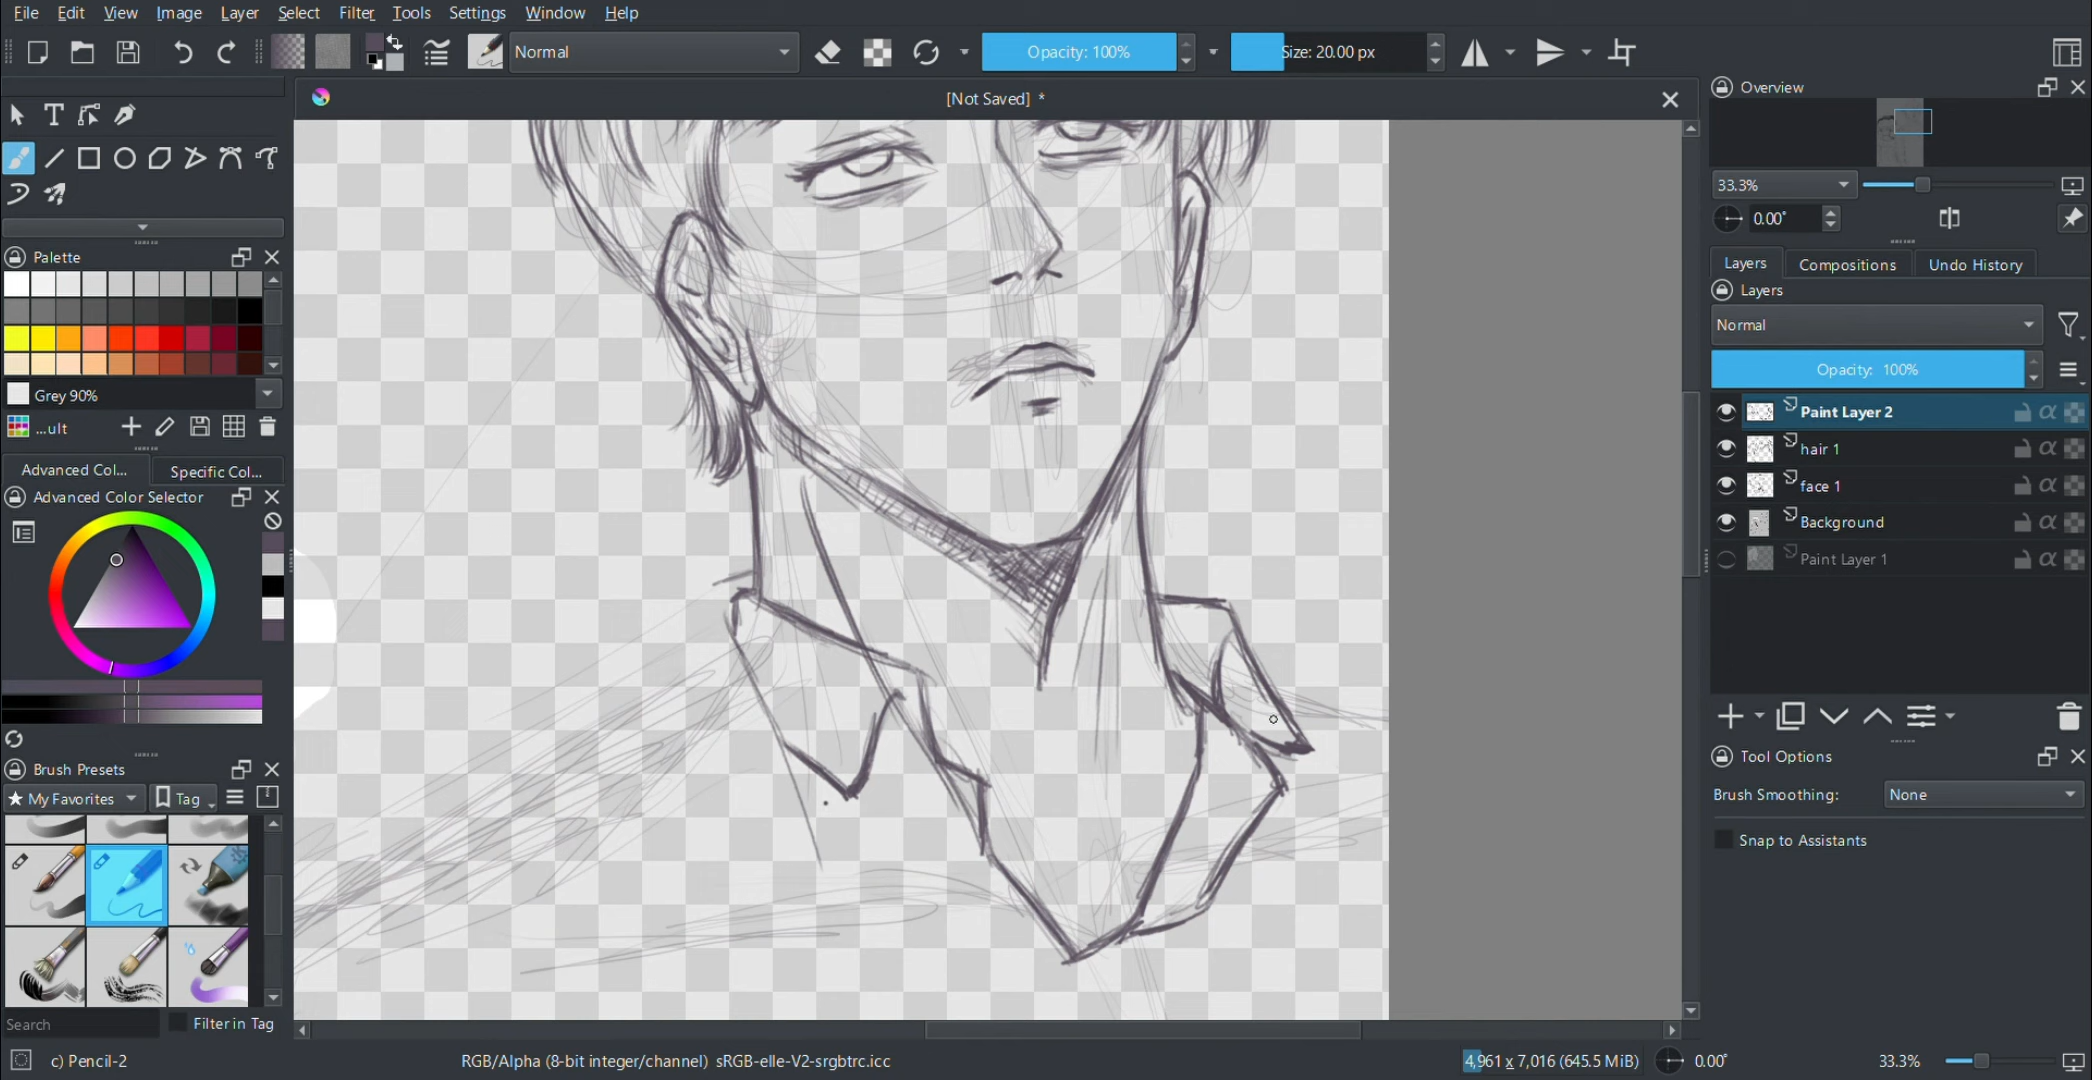 File Edit View Image Layer Select Filter Tools Settings Window Help
Normal Opacity: 100% Size: 20.00 px
[Not Saved] *
Overview
33.3%
0.00°
Palette
Grey 90%
...ult
Advanced Col... Specific Col...
Advanced Color Selector
Brush Presets
My Favorites Tag
Search Filter in Tag
Layers Compositions Undo History
Layers
Normal
Opacity: 100%
Paint Layer 2
hair 1
face 1
Background
Paint Layer 1
Tool Options
Brush Smoothing: None
Snap to Assistants
c) Pencil-2 RGB/Alpha (8-bit integer/channel) sRGB-elle-V2-srgbtrc.icc 4,961 x 7,016 (645.5 MiB) 0.00° 33.3%